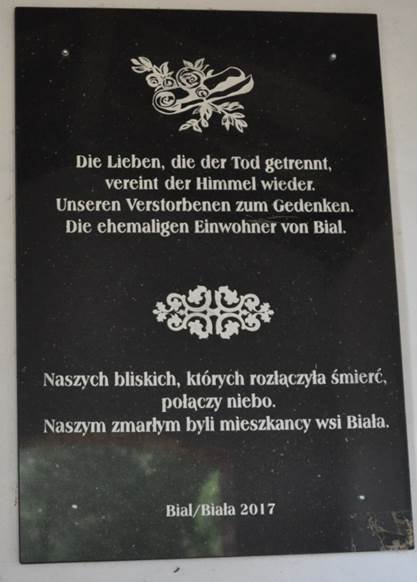 Die Lieben, die der Tod getrennt,
vereint der Himmel wieder.
Unseren Verstorbenen zum Gedenken.
Die ehemaligen Einwohner von Bial.
Naszych bliskich, których rozłączyła śmierć,
połączy niebo.
Naszym zmarłym byli mieszkancy wsi Biała.
Bial/Biała 2017